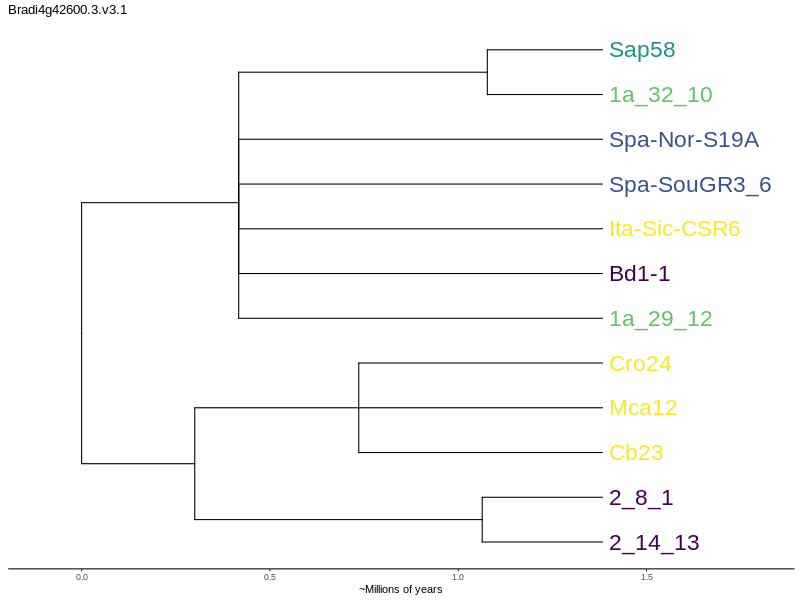 Bradi4g42600.3.v3.1
Sap58
1a_32_10
Spa-Nor-S19A
Spa-SouGR3_6
Ita-Sic-CSR6
Bd1-1
1a_29_12
Cro24
Mca12
Cb23
2_8_1
2_14_13
0.0 0.5 1.0 1.5
~Millions of years